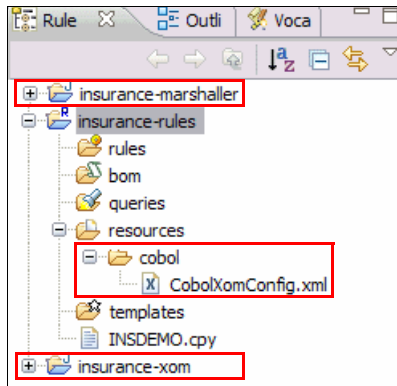 Rule Outli Voca
insurance-marshaller
insurance-rules
rules
bom
queries
resources
cobol
CobolXomConfig.xml
templates
INSDEMO.cpy
insurance-xom